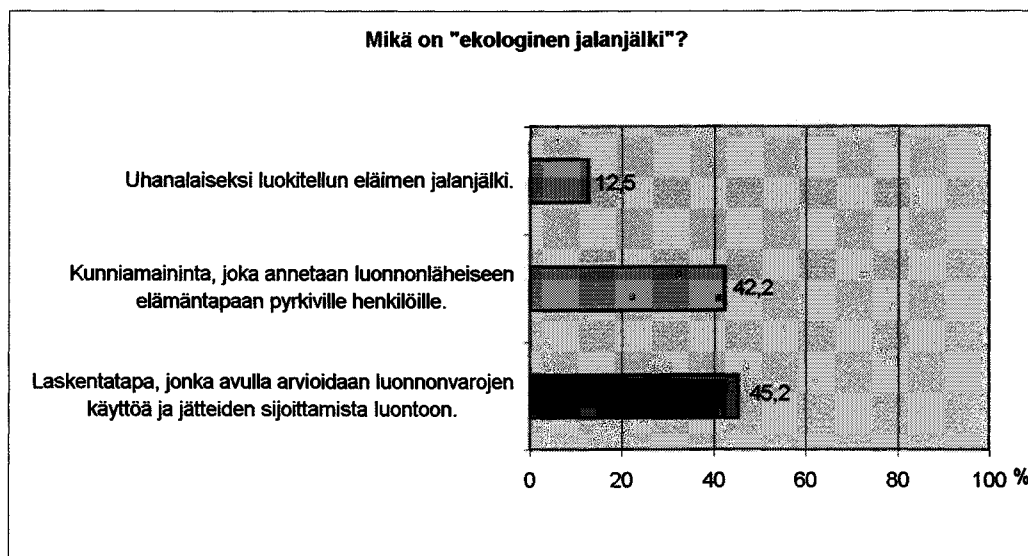 Mikä on "ekologinen jalanjälki"?
Uhanalaiseksi luokitellun eläimen jalanjälki.
12,5
Kunniamaininta, joka annetaan luonnonläheiseen
elämäntapaan pyrkiville henkilöille.
42,2
Laskentatapa, jonka avulla arvioidaan luonnonvarojen
käyttöä ja jätteiden sijoittamista luontoon.
45,2
0 20 40 60 80 100 %